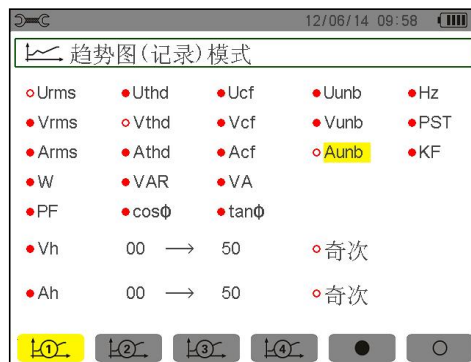 12/06/14 09:58
趋势图(记录)模式
Urms Uthd Ucf Uunb Hz
Vrms Vthd Vcf Vunb PST
Arms Athd Acf Aunb KF
W VAR VA
PF cosΦ tanΦ
Vh 00 → 50 奇次
Ah 00 → 50 奇次
1 2 3 4